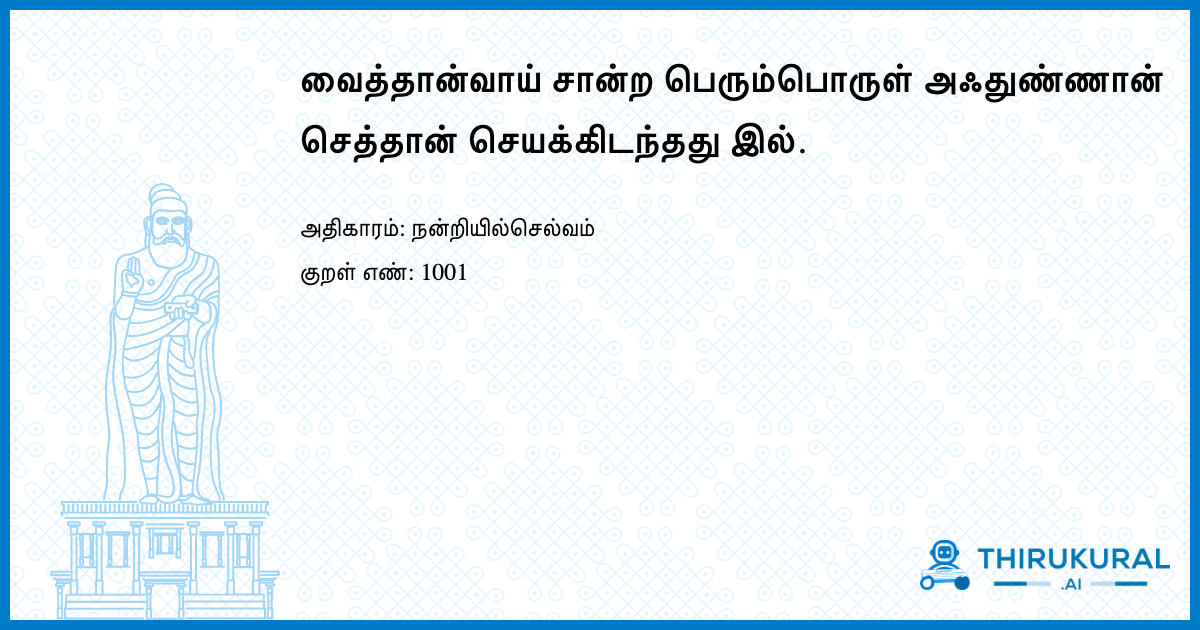 வைத்தான்வாய் சான்ற பெரும்பொருள் அஃதுண்ணான்
செத்தான் செயக்கிடந்தது இல்.
அதிகாரம்: நன்றியில்செல்வம்
குறள் எண்: 1001
THIRUKURAL
.AI